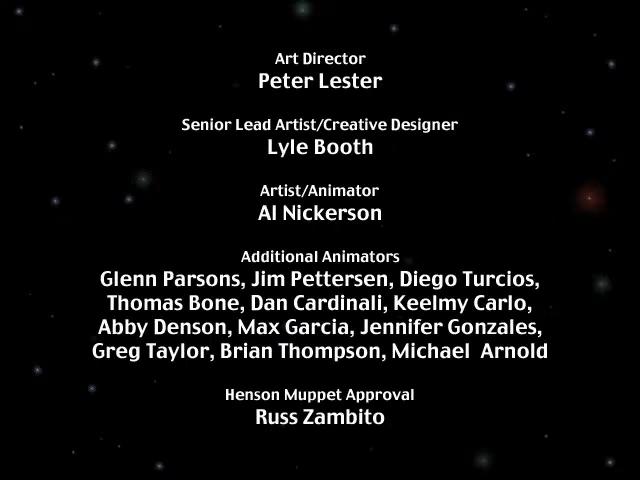 Art Director
Peter Lester
Senior Lead Artist/Creative Designer
Lyle Booth
Artist/Animator
Al Nickerson
Additional Animators
Glenn Parsons, Jim Pettersen, Diego Turcios,
Thomas Bone, Dan Cardinali, Keelmy Carlo,
Abby Denson, Max Garcia, Jennifer Gonzales,
Greg Taylor, Brian Thompson, Michael Arnold
Henson Muppet Approval
Russ Zambito